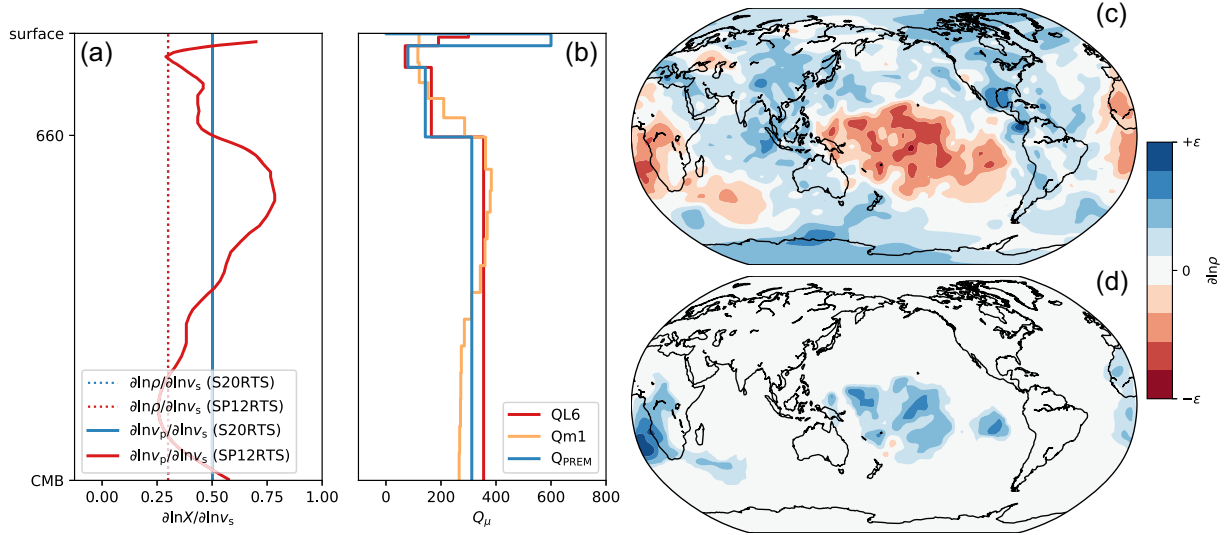 surface
660
CMB
(a)
∂lnρ/∂lnvs (S20RTS)
∂lnρ/∂lnvs (SP12RTS)
∂lnvp/∂lnvs (S20RTS)
∂lnvp/∂lnvs (SP12RTS)
0.00 0.25 0.50 0.75 1.00
∂lnX/∂lnvs
(b)
QL6
Qm1
QPREM
0 200 400 600 800
Qμ
(c)
(d)
+ε
0
−ε
∂lnρ